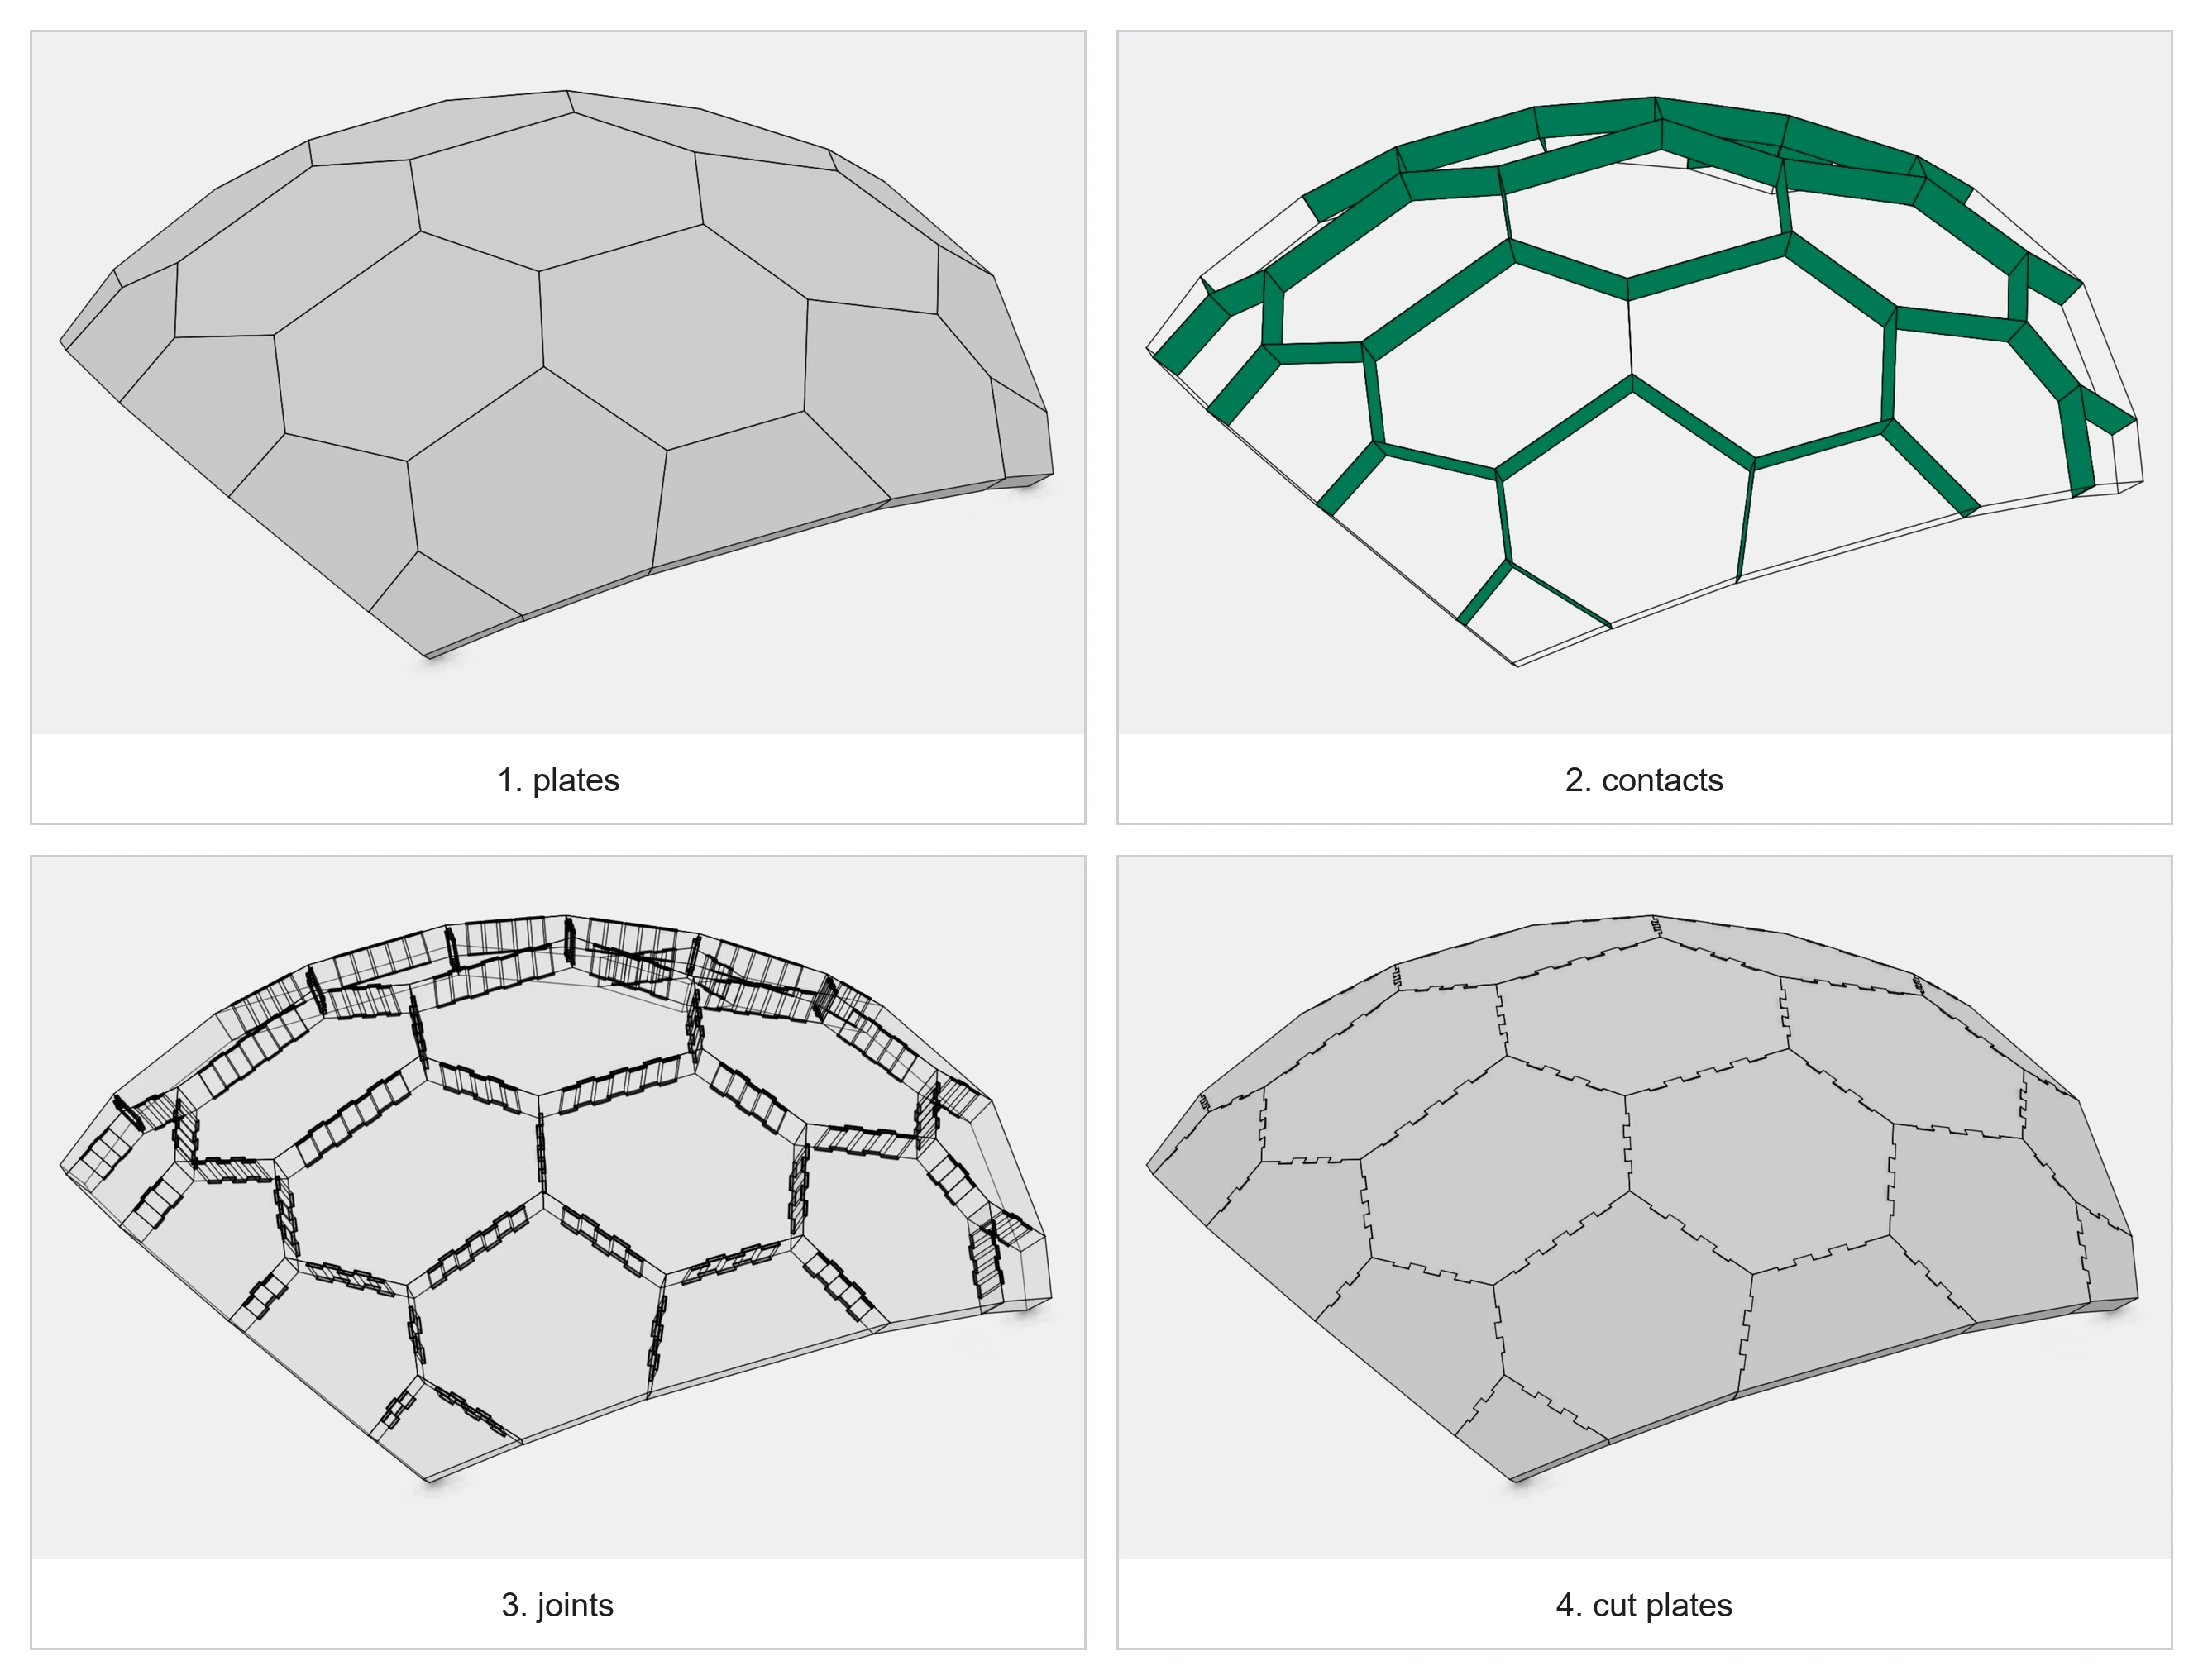 1. plates
2. contacts
3. joints
4. cut plates